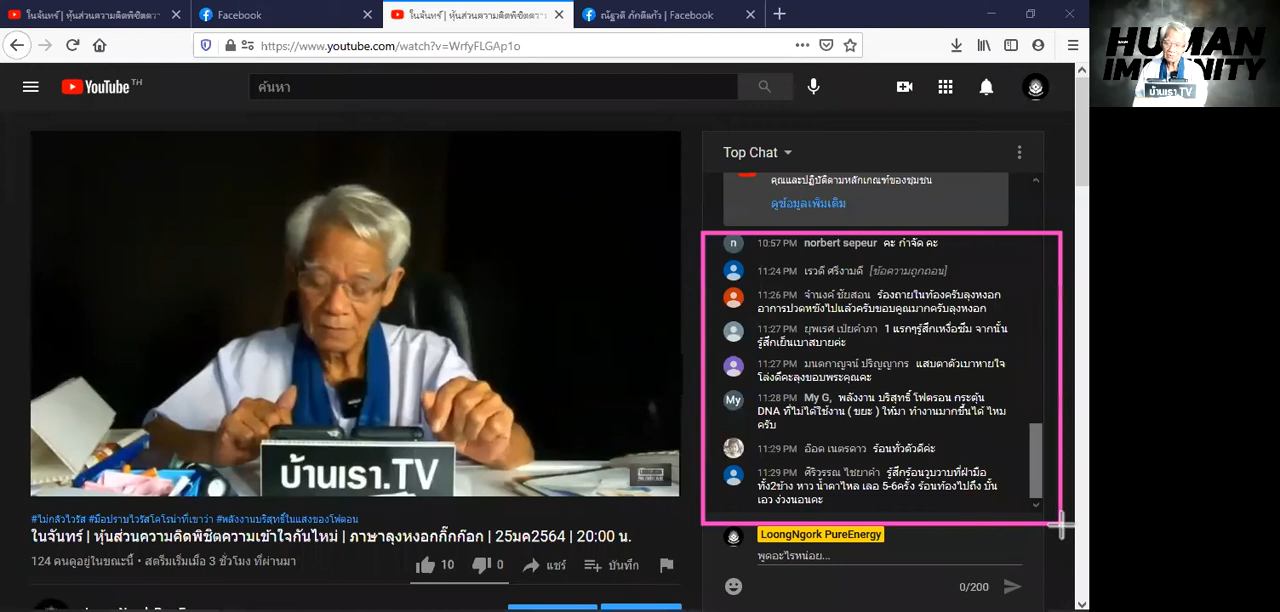 ในจันทร์ | หุ้นส่วนความคิดพิชิตควา
Facebook
ในจันทร์ | หุ้นส่วนความคิดพิชิตควา
ณัฐวดี ภักดีแก้ว | Facebook
https://www.youtube.com/watch?v=WrfyFLGAp1o
HUMAN
IMMUNITY
บ้านเรา.TV
YouTube TH
ค้นหา
Top Chat
คุณและปฏิบัติตามหลักเกณฑ์ของชุมชน
ดูข้อมูลเพิ่มเติม
n 10:57 PM norbert sepeur คะ กำจัด คะ
11:24 PM เรวดี ศรีงามดี [ข้อความถูกถอน]
11:26 PM จำนงค์ ชัยสอน ร้องถายในท้องครับลุงหงอก
อาการปวดหขังไปแล้วครับขอบคูณมากครับลุงหงอก
11:27 PM ยุพเรศ เปียคำภา 1 แรกๆรู้สึกเหงื่อซึม จากนั้น
รู้สึกเย็นเบาสบายค่ะ
11:27 PM มนตกาญจน์ ปริญญากร แสบตาตัวเบาหายใจ
โล่งดีคะลุงขอบพระคุณคะ
My 11:28 PM My G, พลังงาน บริสุทธิ์ โฟตรอน กระตุ้น
DNA ที่ไม่ได้ใช้งาน ( ขยะ ) ให้มา ทำงานมากขึ้นได้ ไหม
ครับ
11:29 PM อ๊อด เนตรดาว ร้อนทั่วตัวดีค่ะ
11:29 PM ศิริวรรณ ไชยาคำ รู้สึกร้อนวูบวาบที่ฝ่ามือ
ทั้ง2ข้าง หาว น้ำตาไหล เลอ 5-6ครั้ง ร้อนท้องไปถึง บั้น
เอว ง่วงนอนคะ
บ้านเรา.TV
#ไม่กลัวไวรัส #มือปราบไวรัสโคโรน่าที่เขาว่า #พลังงานบริสุทธิ์ในแสงของโฟตอน
ในจันทร์ | หุ้นส่วนความคิดพิชิตความเข้าใจกันไหม่ | ภาษาลุงหงอกกิ๊กก๊อก | 25มค2564 | 20:00 น.
124 คนดูอยู่ในขณะนี้ • สตรีมเริ่มเมื่อ 3 ชั่วโมง ที่ผ่านมา
10
0
แชร์
บันทึก
LoongNgork PureEnergy
พูดอะไรหน่อย...
0/200